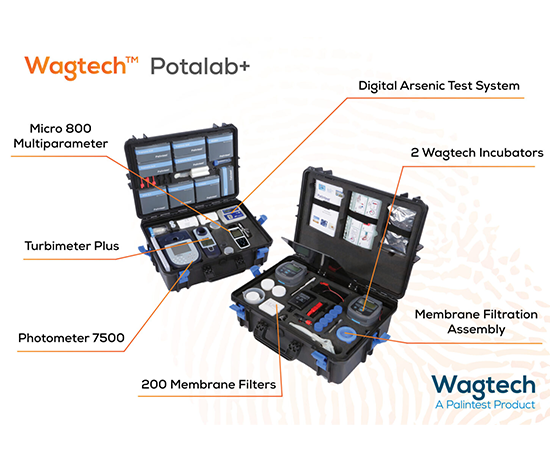 Wagtech™ Potalab+
Digital Arsenic Test System
Micro 800
Multiparameter
2 Wagtech Incubators
Turbimeter Plus
Membrane Filtration
Assembly
Photometer 7500
200 Membrane Filters
Wagtech
A Palintest Product